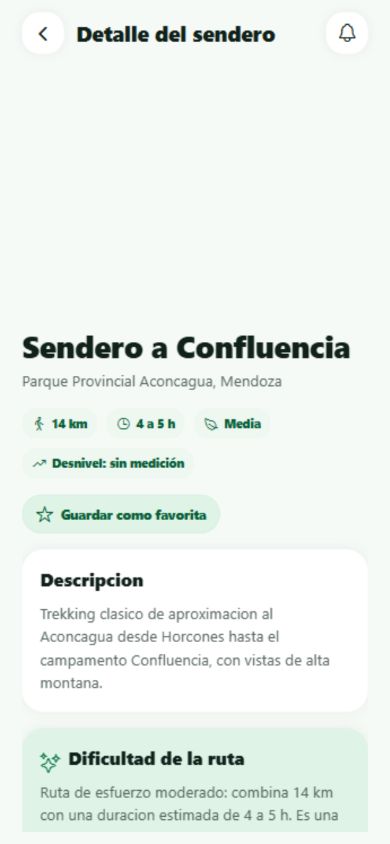 Detalle del sendero
Sendero a Confluencia
Parque Provincial Aconcagua, Mendoza
14 km 4 a 5 h Media
Desnivel: sin medición
Guardar como favorita
Descripcion
Trekking clasico de aproximacion al
Aconcagua desde Horcones hasta el
campamento Confluencia, con vistas de alta
montana.
Dificultad de la ruta
Ruta de esfuerzo moderado: combina 14 km
con una duracion estimada de 4 a 5 h. Es una